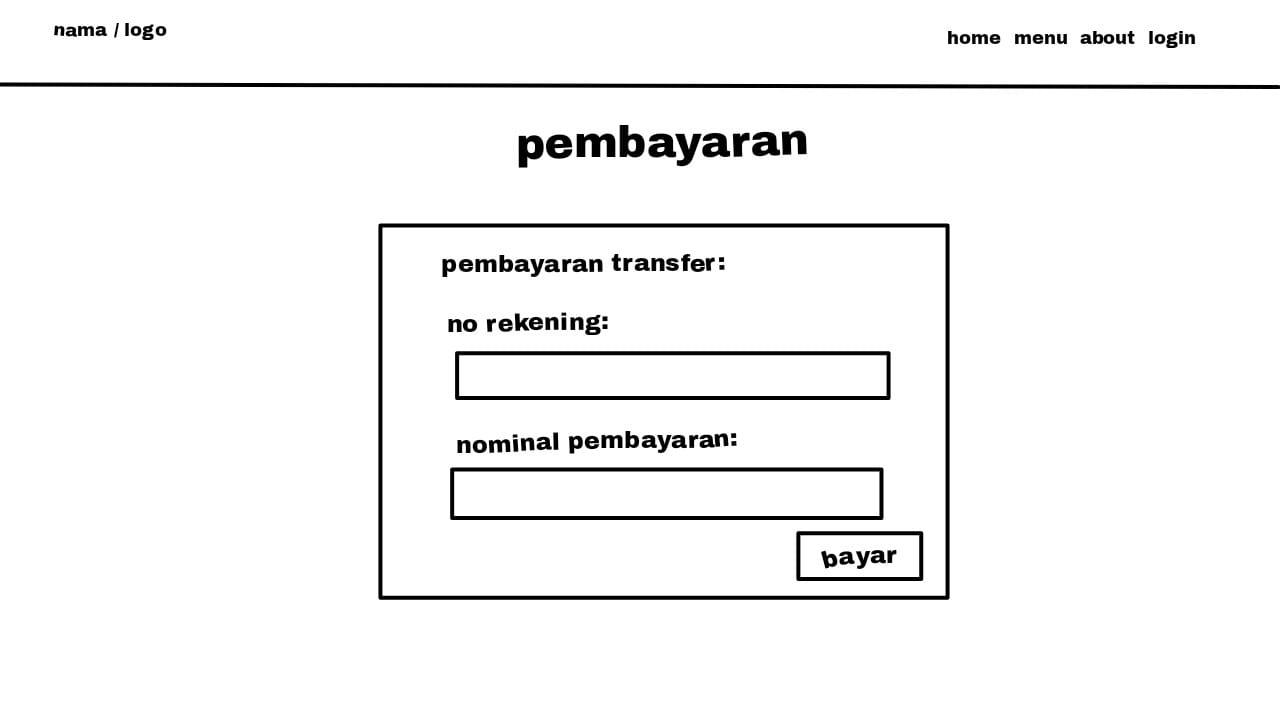 nama / logo
home menu about login
pembayaran
pembayaran transfer:
no rekening:
nominal pembayaran:
bayar